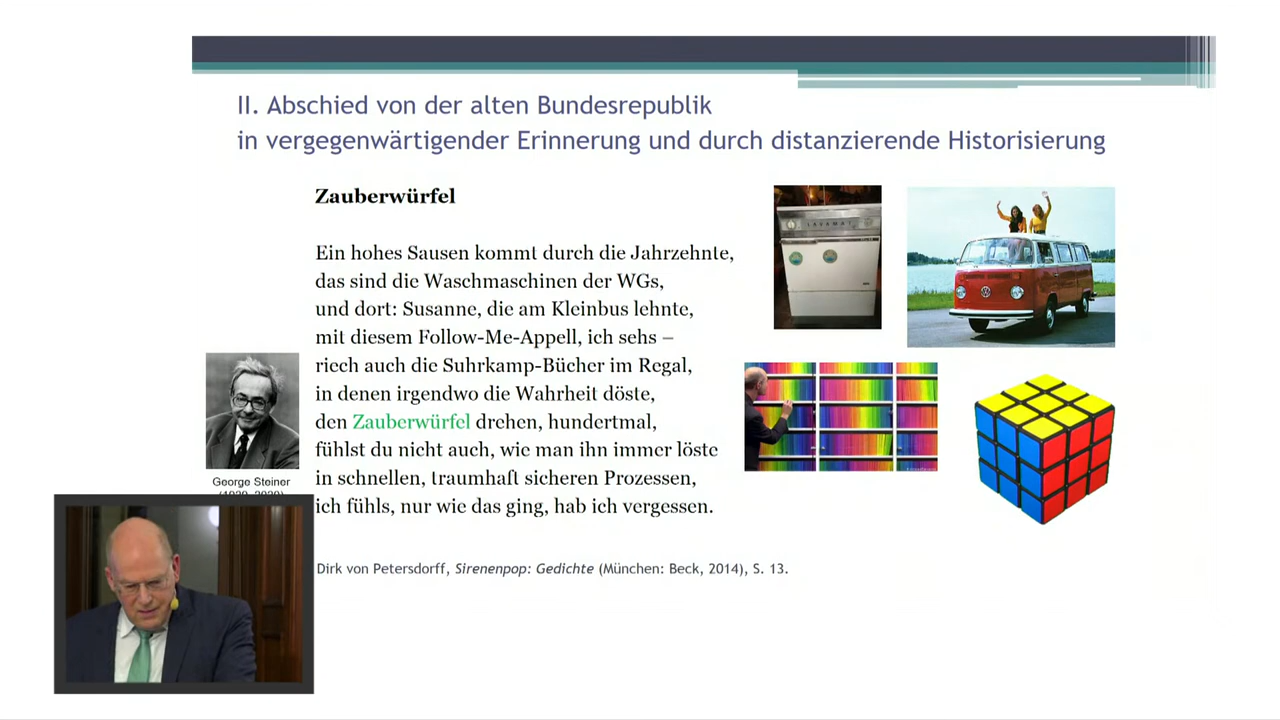 II. Abschied von der alten Bundesrepublik
in vergegenwärtigender Erinnerung und durch distanzierende Historisierung
Zauberwürfel
Ein hohes Sausen kommt durch die Jahrzehnte,
das sind die Waschmaschinen der WGs,
und dort: Susanne, die am Kleinbus lehnte,
mit diesem Follow-Me-Appell, ich sehs –
riech auch die Suhrkamp-Bücher im Regal,
in denen irgendwo die Wahrheit döste,
den Zauberwürfel drehen, hundertmal,
fühlst du nicht auch, wie man ihn immer löste
in schnellen, traumhaft sicheren Prozessen,
ich fühls, nur wie das ging, hab ich vergessen.
Dirk von Petersdorff, Sirenenpop: Gedichte (München: Beck, 2014), S. 13.
George Steiner
LAVAMAT